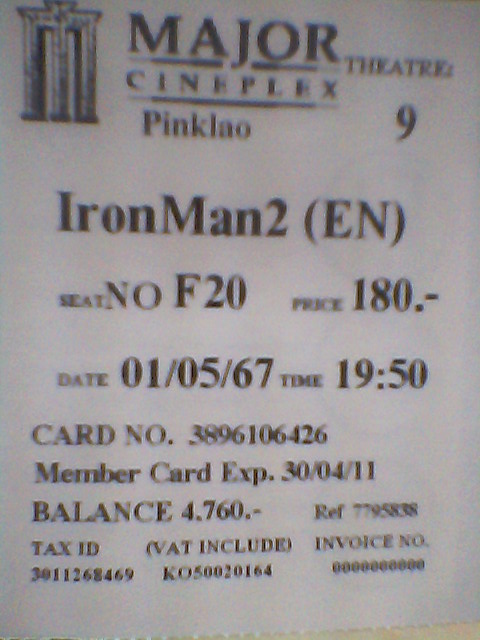 MAJOR
CINEPLEX
Pinklao
THEATRE:
9
IronMan2 (EN)
SEAT:NO F20 PRICE 180.-
DATE 01/05/67 TIME 19:50
CARD NO. 3896106426
Member Card Exp. 30/04/11
BALANCE 4.760.- Ref 7795838
TAX ID (VAT INCLUDE) INVOICE NO.
3011268469 KO50020164 0000000000